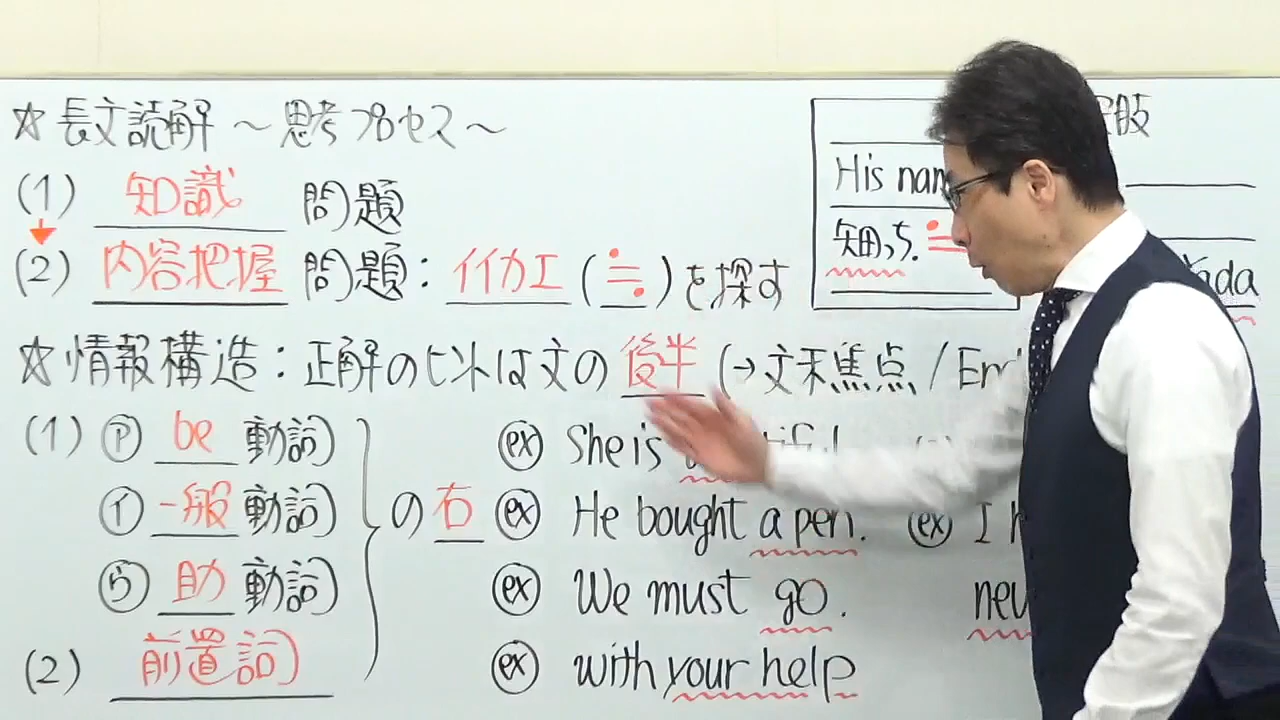 ☆長文読解 ~思考プロセス~
(1) 知識 問題
(2) 内容把握 問題: イイカエ (≒)を探す
肢
His nam
知っち. ≒
ada
☆情報構造: 正解のヒントは文の後半 (→文末焦点/En
(1) ㋐ be 動詞
㋑ 一般 動詞
㋒ 助 動詞
の右
(2) 前置詞
ex She is
ex He bought a pen.
ex We must go.
ex with your help
ex I
nev